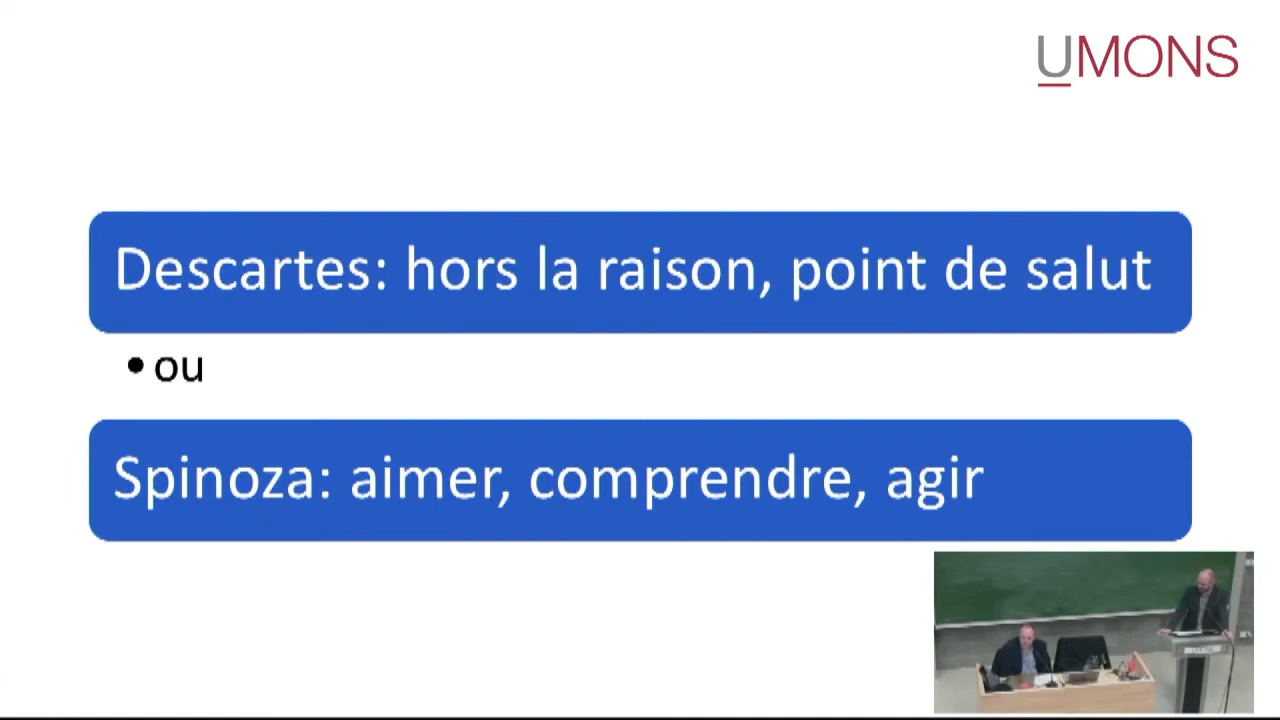 UMONS
Descartes: hors la raison, point de salut
• ou
Spinoza: aimer, comprendre, agir